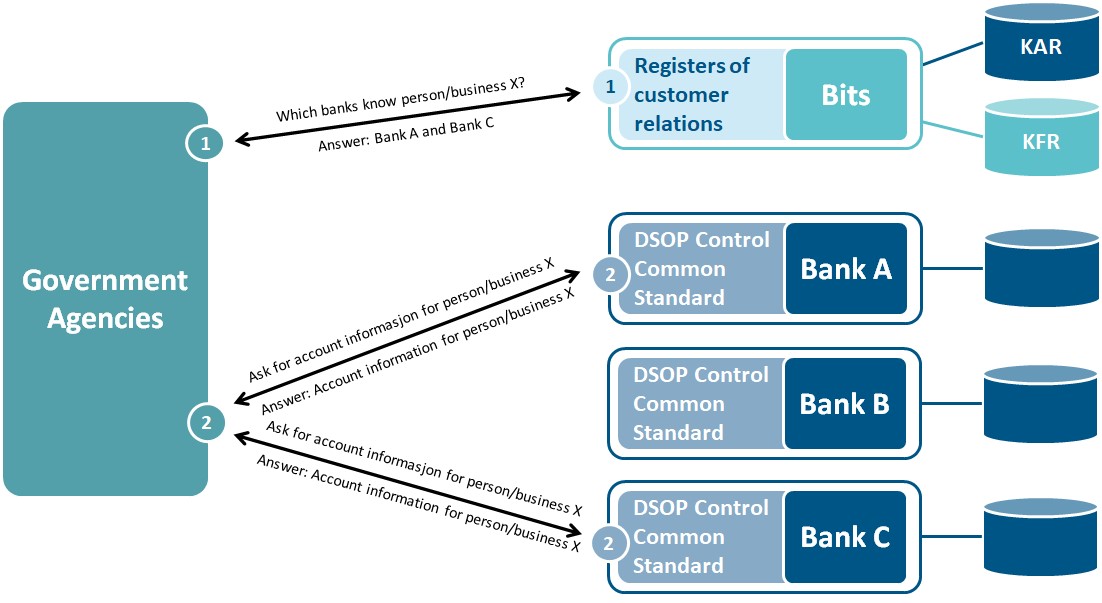 Government
Agencies
1
Which banks know person/business X?
Answer: Bank A and Bank C
1
Registers of
customer
relations
Bits
KAR
KFR
2
Ask for account informasjon for person/business X
Answer: Account information for person/business X
2
DSOP Control
Common
Standard
Bank A
DSOP Control
Common
Standard
Bank B
Ask for account informasjon for person/business X
Answer: Account information for person/business X
2
DSOP Control
Common
Standard
Bank C